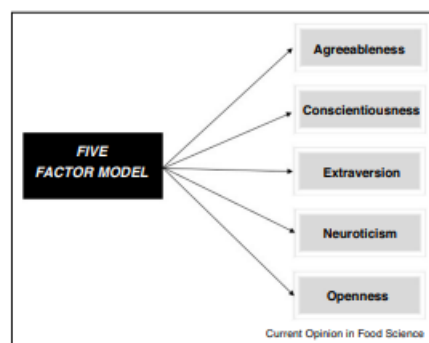 Agreeableness
Conscientiousness
FIVE
FACTOR MODEL
Extraversion
Neuroticism
Openness
Current Opinion in Food Science